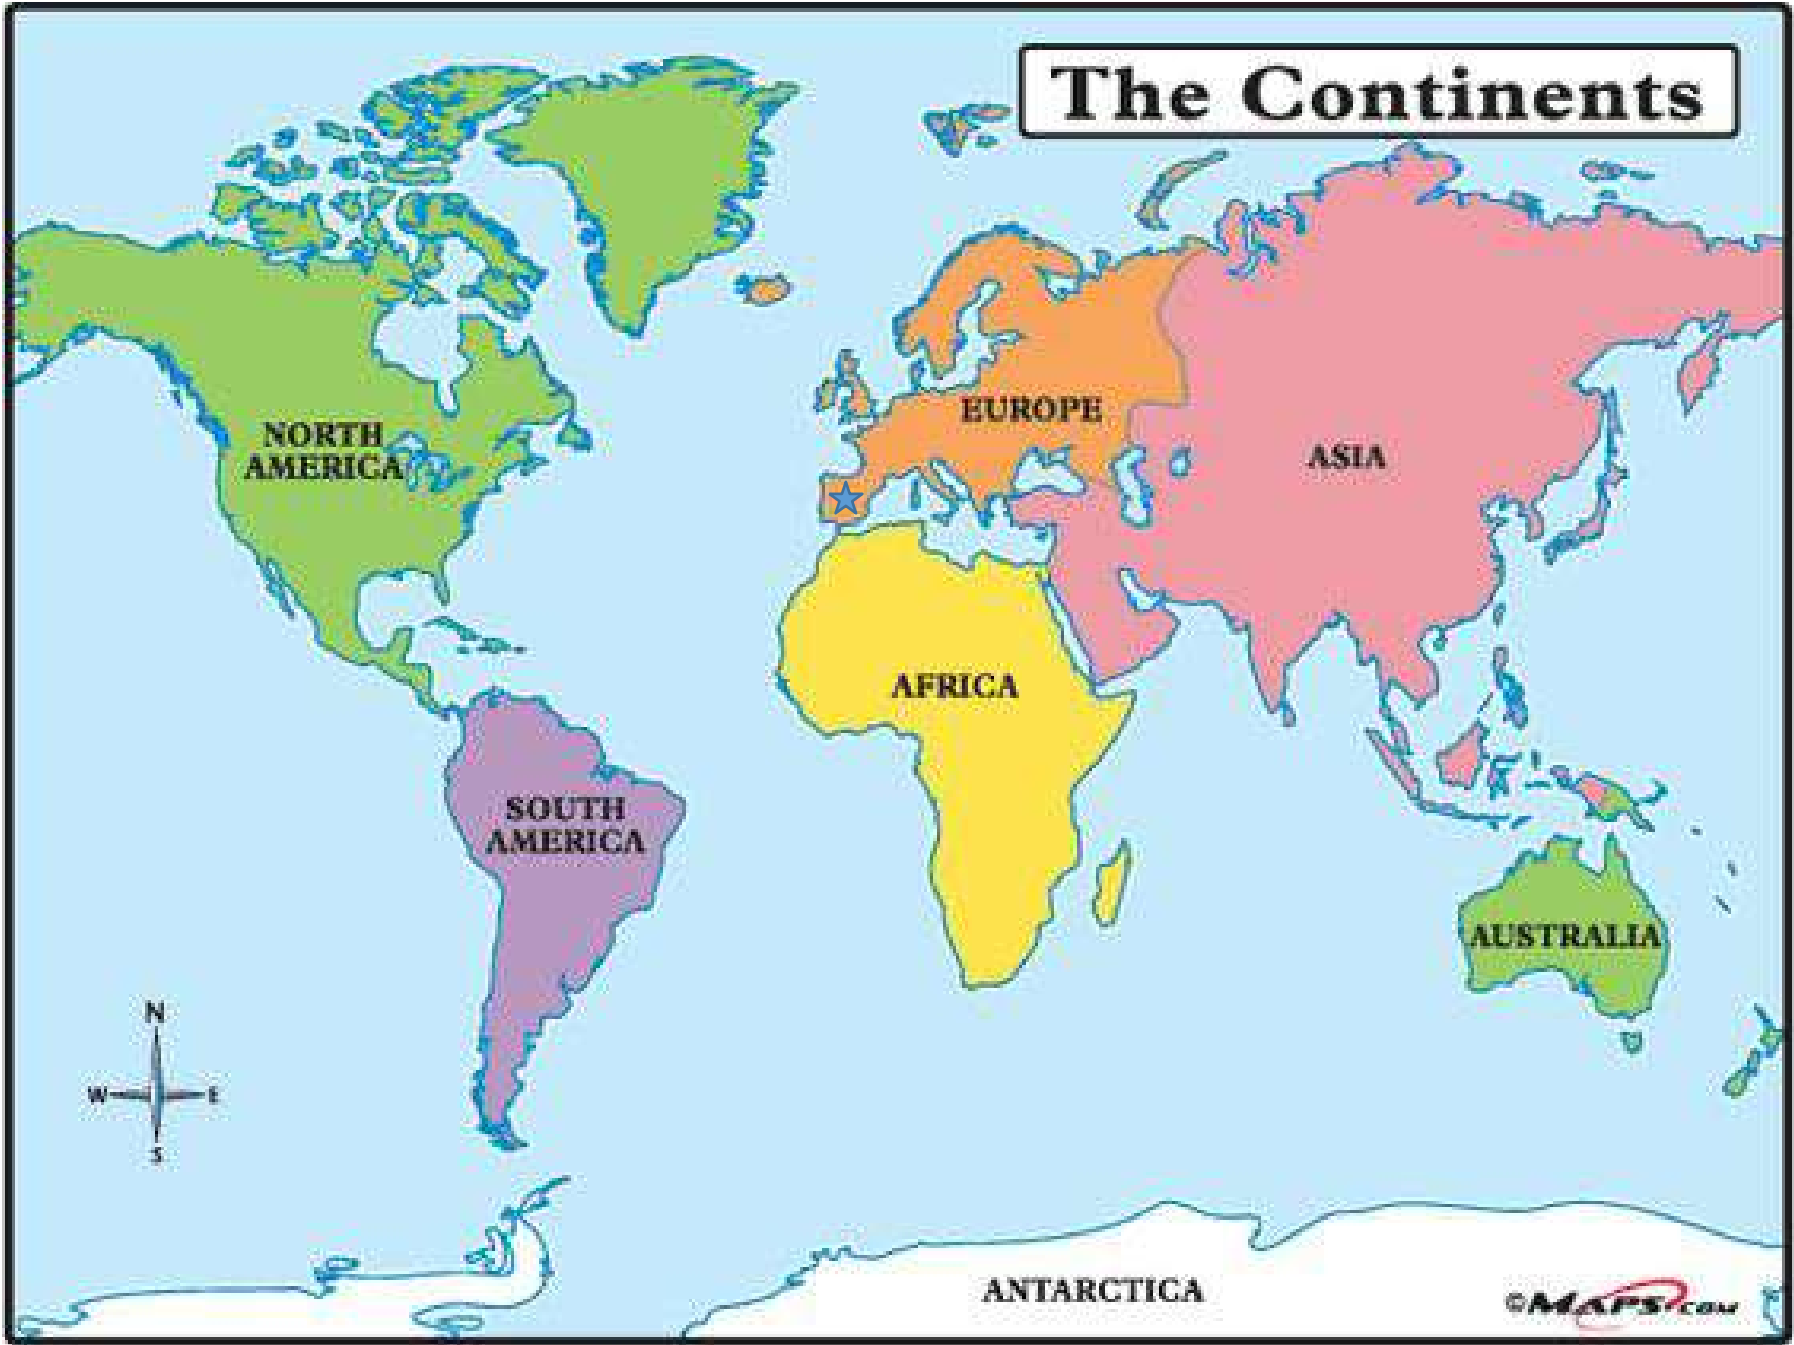 The Continents
NORTH
AMERICA
EUROPE
ASIA
AFRICA
SOUTH
AMERICA
AUSTRALIA
N
W E
S
ANTARCTICA
©MAPS.COM